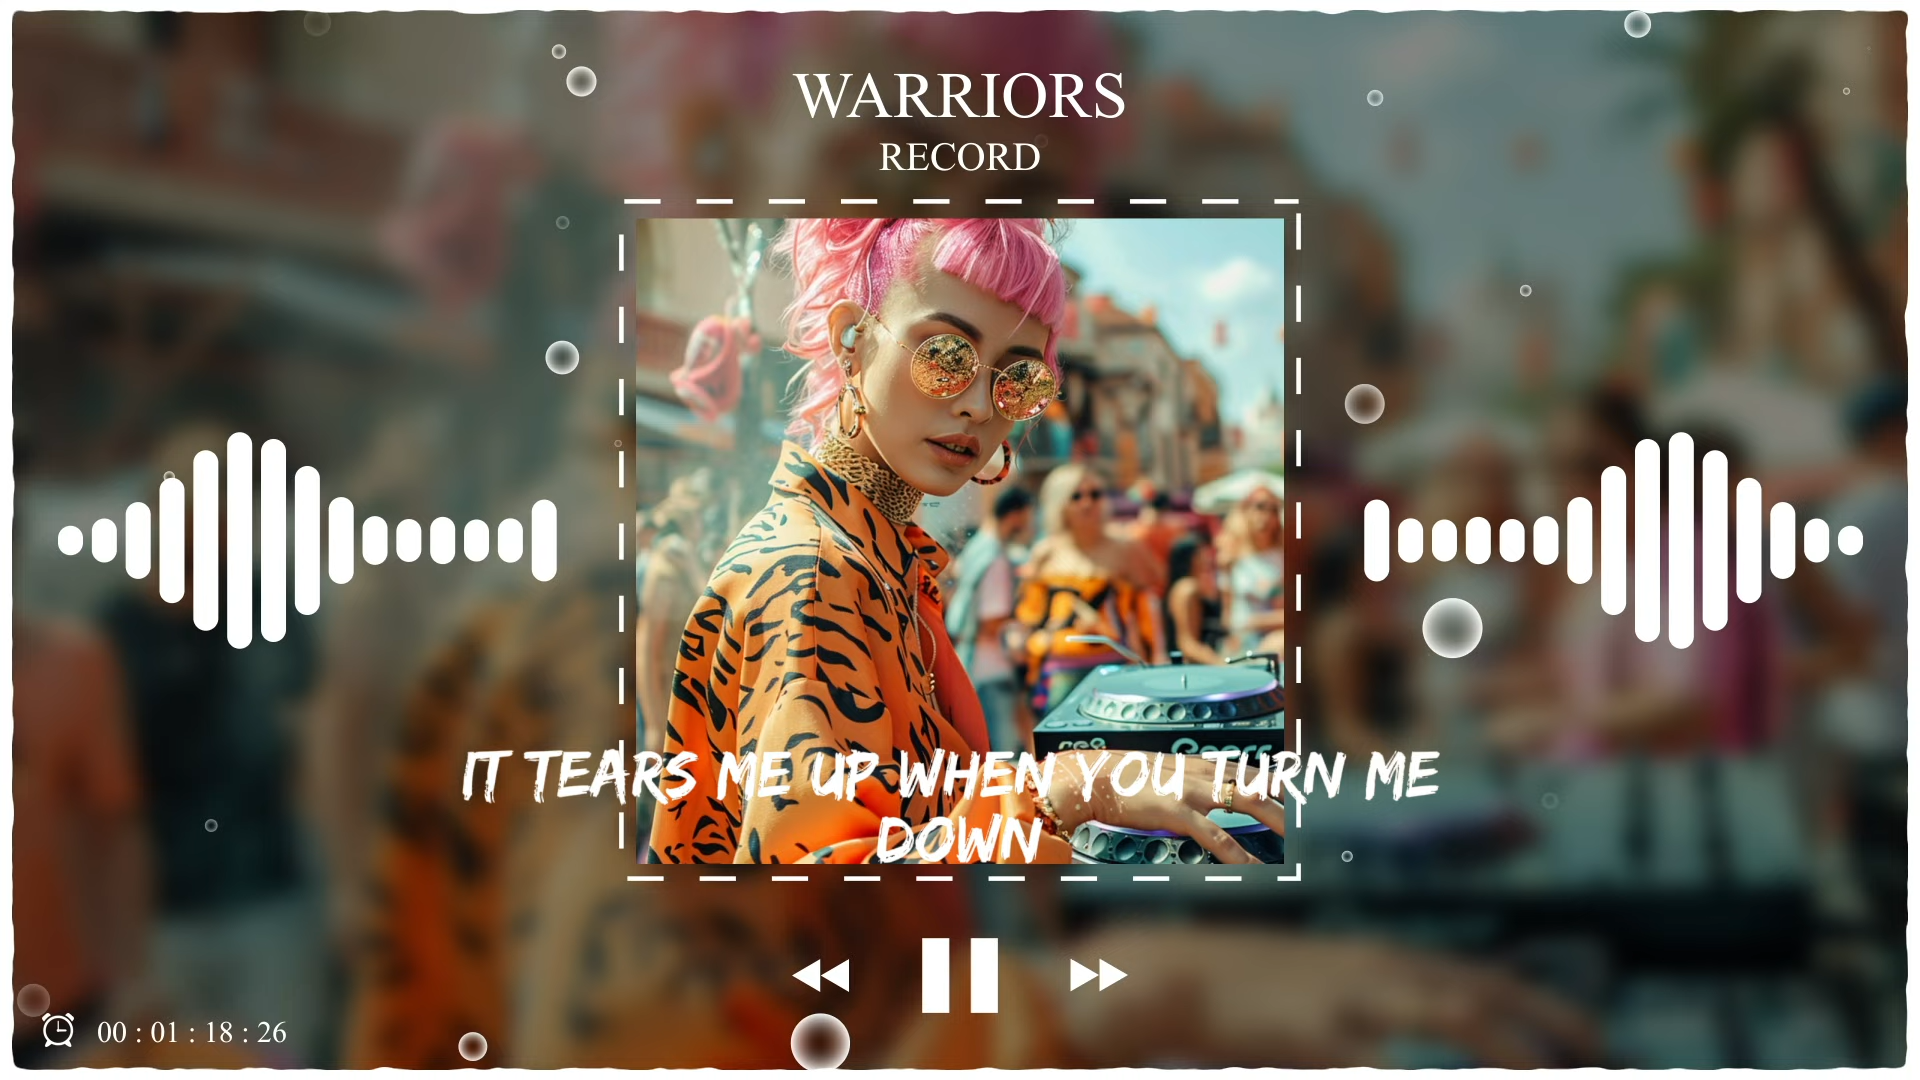 WARRIORS
RECORD
IT TEARS ME UP WHEN YOU TURN ME
DOWN
00 : 01 : 18 : 26